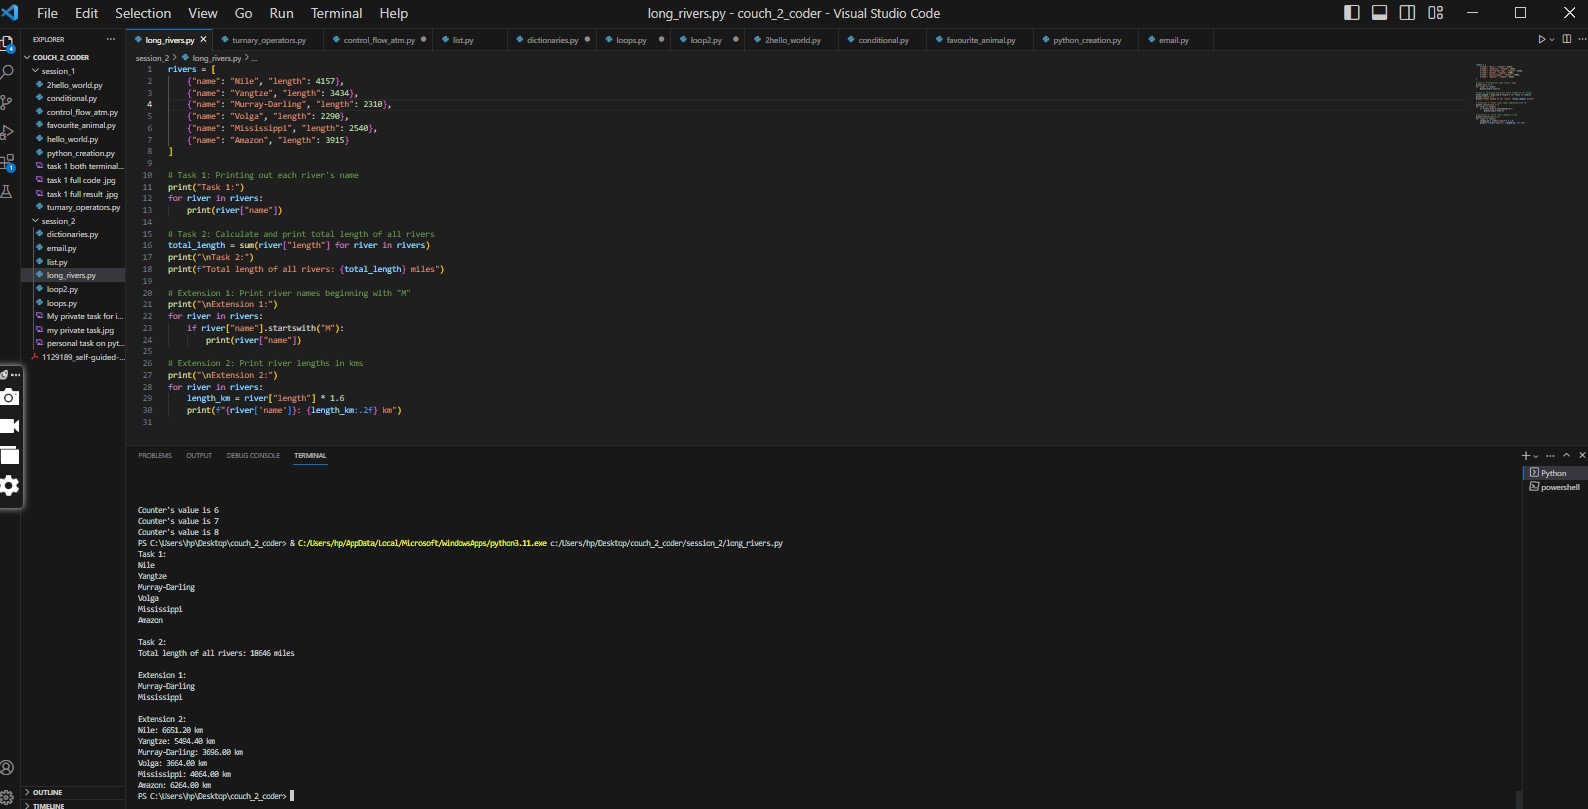 File Edit Selection View Go Run Terminal Help
long_rivers.py - couch_2_coder - Visual Studio Code
EXPLORER
long_rivers.py turnary_operators.py control_flow_atm.py list.py dictionaries.py loops.py loop2.py 2hello_world.py conditional.py favourite_animal.py python_creation.py email.py
COUCH_2_CODER
session_1
2hello_world.py
conditional.py
control_flow_atm.py
favourite_animal.py
hello_world.py
python_creation.py
task 1 both terminal...
task 1 full code .jpg
task 1 full result .jpg
turnary_operators.py
session_2
dictionaries.py
email.py
list.py
long_rivers.py
loop2.py
loops.py
My private task for i...
my private task.jpg
personal task on pyt...
1129189_self-guided-...
OUTLINE
TIMELINE
session_2 > long_rivers.py > ...
1 rivers = [
2 {"name": "Nile", "length": 4157},
3 {"name": "Yangtze", "length": 3434},
4 {"name": "Murray-Darling", "length": 2310},
5 {"name": "Volga", "length": 2290},
6 {"name": "Mississippi", "length": 2540},
7 {"name": "Amazon", "length": 3915}
8 ]
9
10 # Task 1: Printing out each river's name
11 print("Task 1:")
12 for river in rivers:
13 print(river["name"])
14
15 # Task 2: Calculate and print total length of all rivers
16 total_length = sum(river["length"] for river in rivers)
17 print("\nTask 2:")
18 print(f"Total length of all rivers: {total_length} miles")
19
20 # Extension 1: Print river names beginning with "M"
21 print("\nExtension 1:")
22 for river in rivers:
23 if river["name"].startswith("M"):
24 print(river["name"])
25
26 # Extension 2: Print river lengths in kms
27 print("\nExtension 2:")
28 for river in rivers:
29 length_km = river["length"] * 1.6
30 print(f"{river['name']}: {length_km:.2f} km")
31
PROBLEMS OUTPUT DEBUG CONSOLE TERMINAL
Python
powershell
Counter's value is 6
Counter's value is 7
Counter's value is 8
PS C:\Users\hp\Desktop\couch_2_coder> & C:/Users/hp/AppData/Local/Microsoft/WindowsApps/python3.11.exe c:/Users/hp/Desktop/couch_2_coder/session_2/long_rivers.py
Task 1:
Nile
Yangtze
Murray-Darling
Volga
Mississippi
Amazon
Task 2:
Total length of all rivers: 18646 miles
Extension 1:
Murray-Darling
Mississippi
Extension 2:
Nile: 6651.20 km
Yangtze: 5494.40 km
Murray-Darling: 3696.00 km
Volga: 3664.00 km
Mississippi: 4064.00 km
Amazon: 6264.00 km
PS C:\Users\hp\Desktop\couch_2_coder>